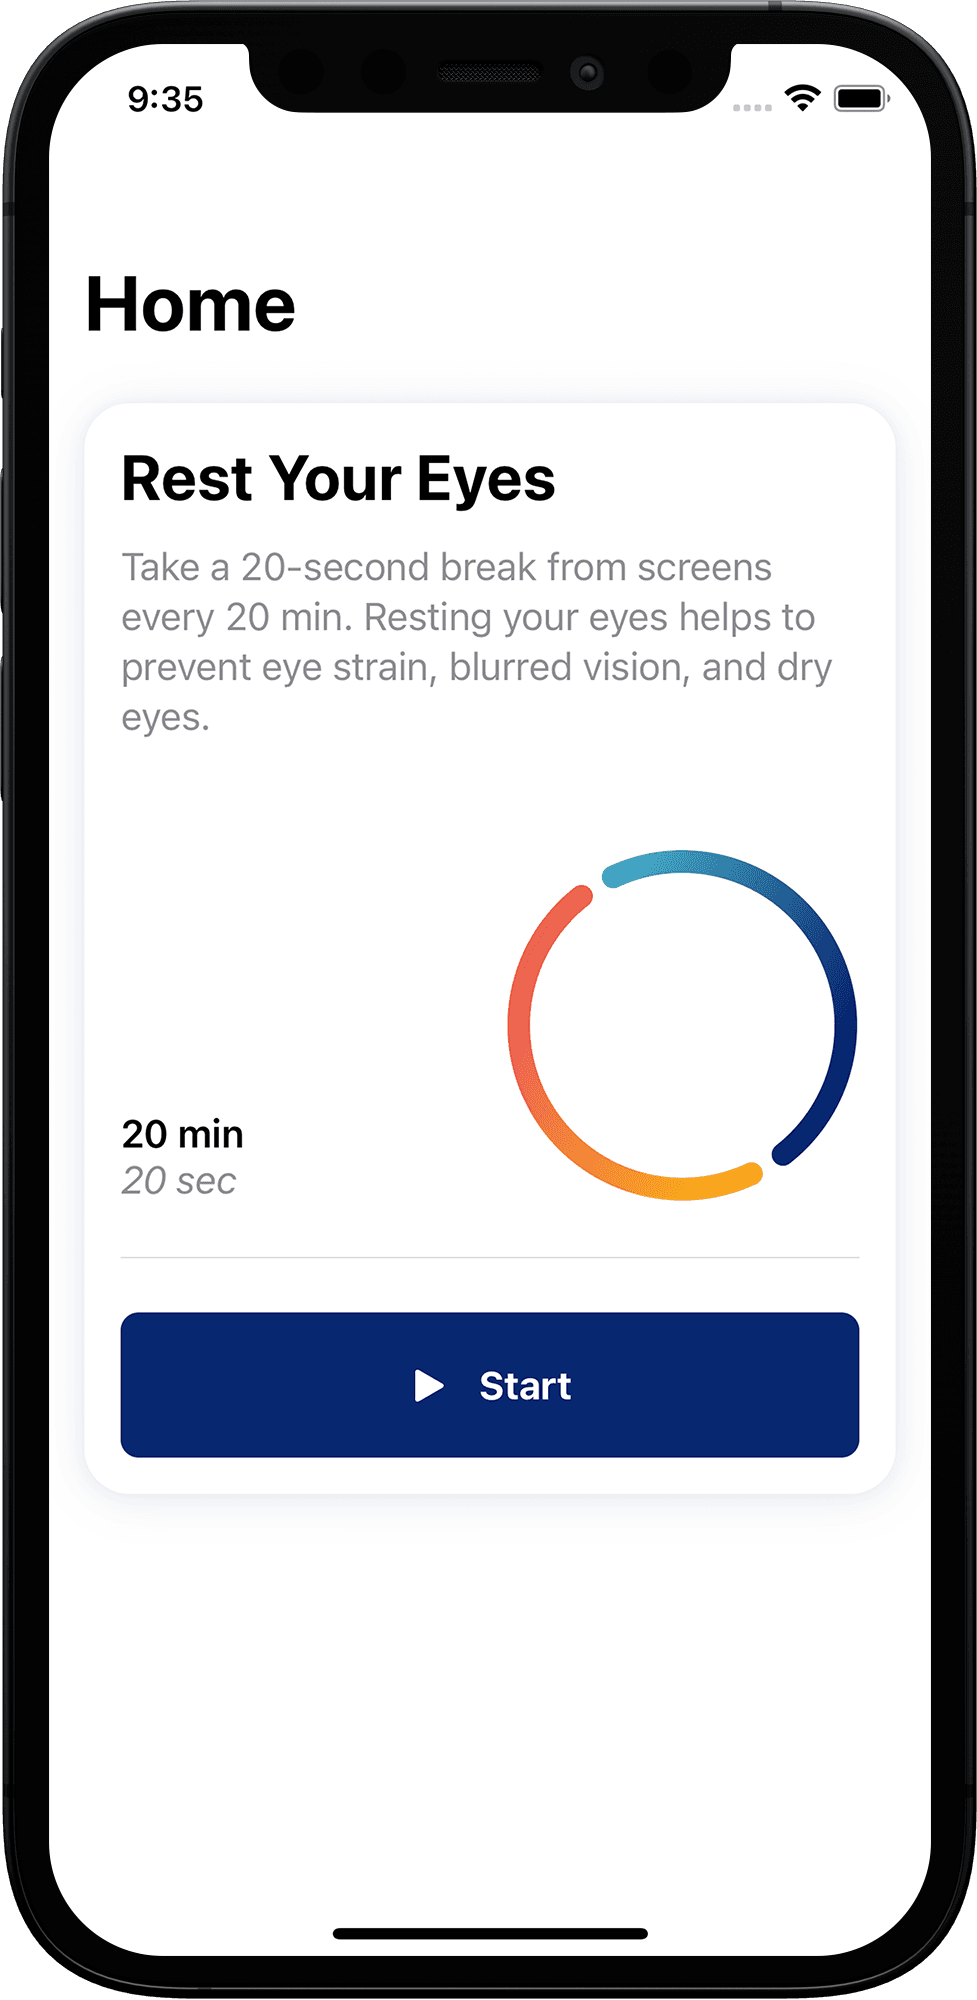 9:35
Home
Rest Your Eyes
Take a 20-second break from screens
every 20 min. Resting your eyes helps to
prevent eye strain, blurred vision, and dry
eyes.
20 min
20 sec
Start